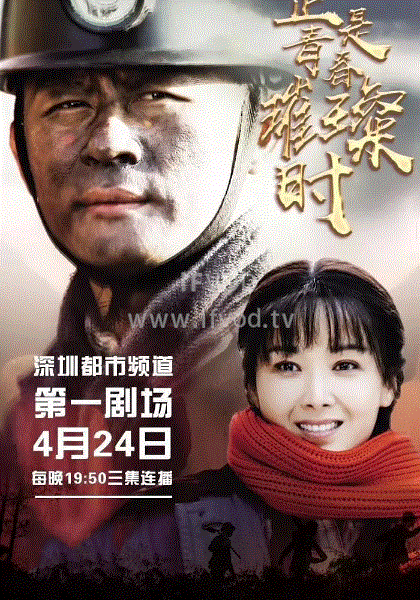 正是
青春
璀璨
时
www.ifvod.tv
深圳都市频道
第一剧场
4月24日
每晚19:50三集连播